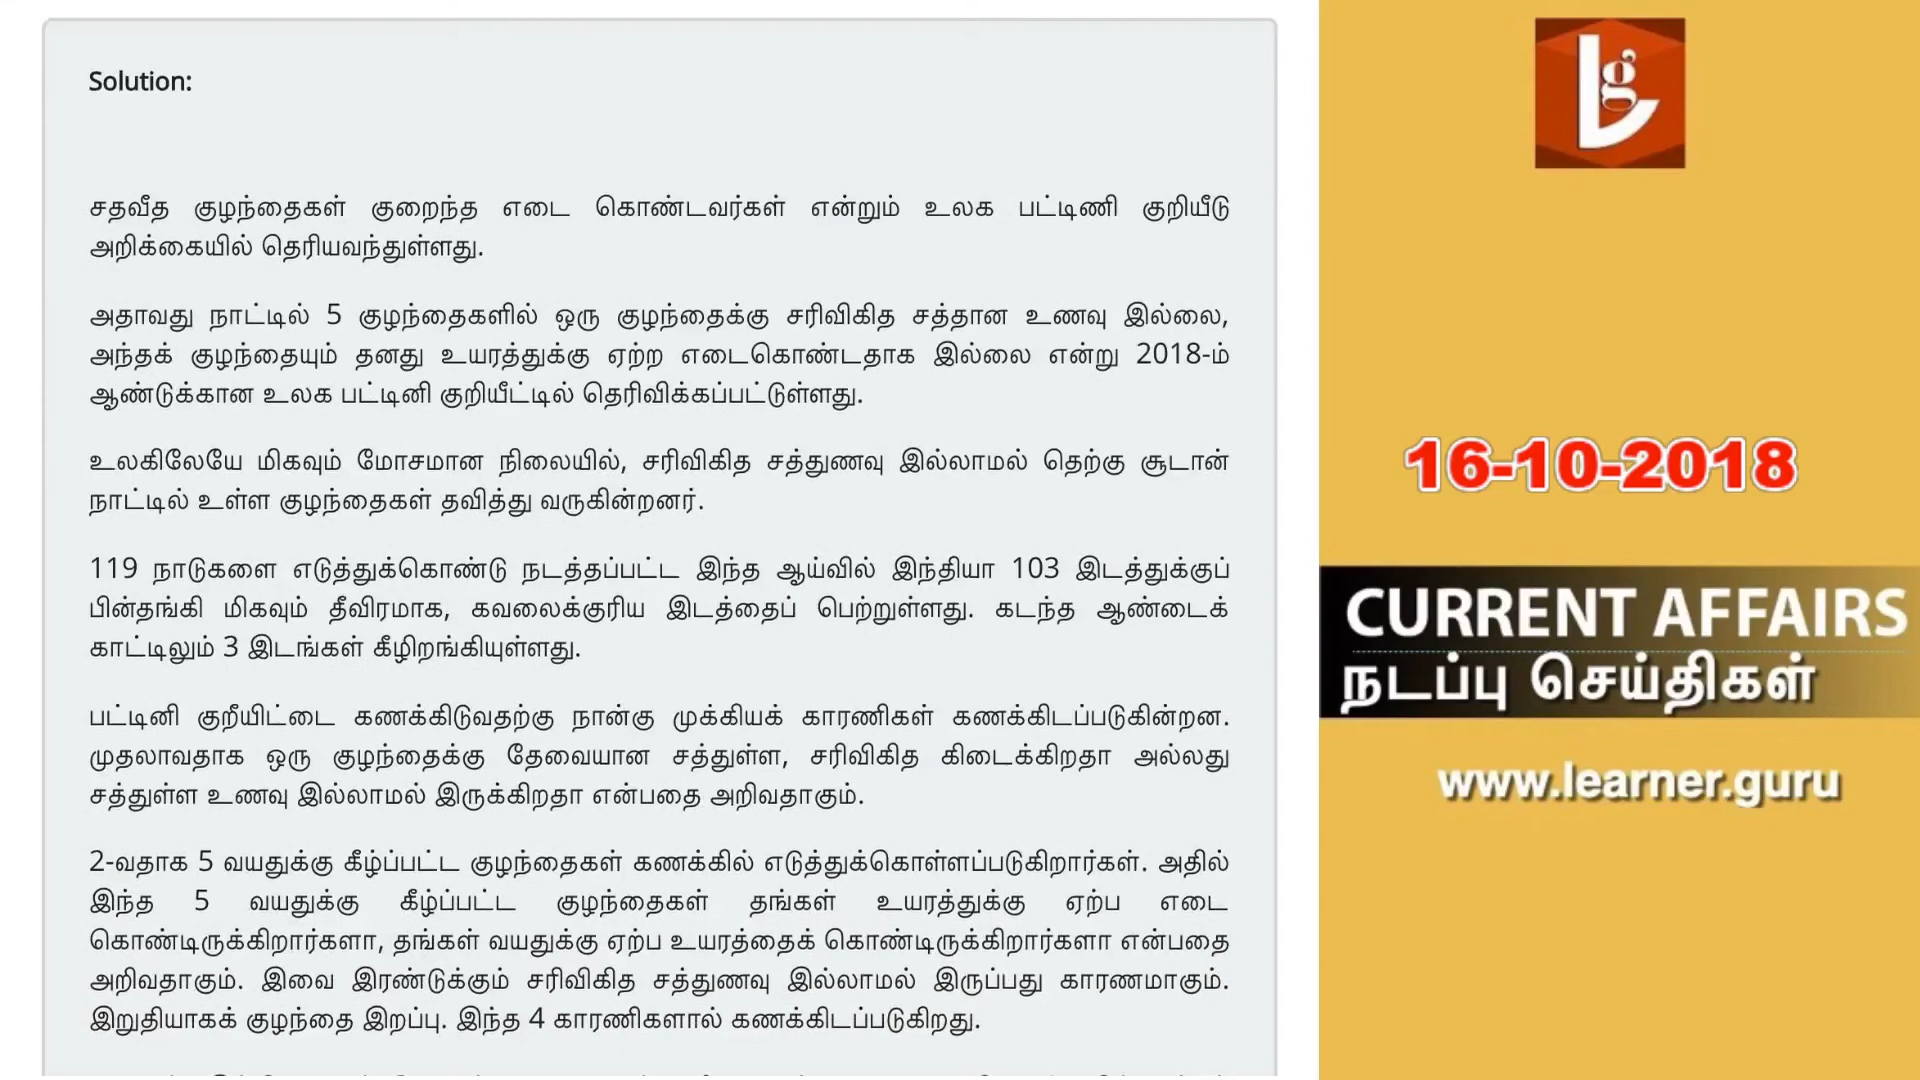 Solution:
சதவீத குழந்தைகள் குறைந்த எடை கொண்டவர்கள் என்றும் உலக பட்டிணி குறியீடு
அறிக்கையில் தெரியவந்துள்ளது.
அதாவது நாட்டில் 5 குழந்தைகளில் ஒரு குழந்தைக்கு சரிவிகித சத்தான உணவு இல்லை,
அந்தக் குழந்தையும் தனது உயரத்துக்கு ஏற்ற எடைகொண்டதாக இல்லை என்று 2018-ம்
ஆண்டுக்கான உலக பட்டினி குறியீட்டில் தெரிவிக்கப்பட்டுள்ளது.
உலகிலேயே மிகவும் மோசமான நிலையில், சரிவிகித சத்துணவு இல்லாமல் தெற்கு சூடான்
நாட்டில் உள்ள குழந்தைகள் தவித்து வருகின்றனர்.
119 நாடுகளை எடுத்துக்கொண்டு நடத்தப்பட்ட இந்த ஆய்வில் இந்தியா 103 இடத்துக்குப்
பின்தங்கி மிகவும் தீவிரமாக, கவலைக்குரிய இடத்தைப் பெற்றுள்ளது. கடந்த ஆண்டைக்
காட்டிலும் 3 இடங்கள் கீழிறங்கியுள்ளது.
பட்டினி குறீயிட்டை கணக்கிடுவதற்கு நான்கு முக்கியக் காரணிகள் கணக்கிடப்படுகின்றன.
முதலாவதாக ஒரு குழந்தைக்கு தேவையான சத்துள்ள, சரிவிகித கிடைக்கிறதா அல்லது
சத்துள்ள உணவு இல்லாமல் இருக்கிறதா என்பதை அறிவதாகும்.
2-வதாக 5 வயதுக்கு கீழ்ப்பட்ட குழந்தைகள் கணக்கில் எடுத்துக்கொள்ளப்படுகிறார்கள். அதில்
இந்த 5 வயதுக்கு கீழ்ப்பட்ட குழந்தைகள் தங்கள் உயரத்துக்கு ஏற்ப எடை
கொண்டிருக்கிறார்களா, தங்கள் வயதுக்கு ஏற்ப உயரத்தைக் கொண்டிருக்கிறார்களா என்பதை
அறிவதாகும். இவை இரண்டுக்கும் சரிவிகித சத்துணவு இல்லாமல் இருப்பது காரணமாகும்.
இறுதியாகக் குழந்தை இறப்பு. இந்த 4 காரணிகளால் கணக்கிடப்படுகிறது.
Lg
16-10-2018
CURRENT AFFAIRS
நடப்பு செய்திகள்
www.learner.guru